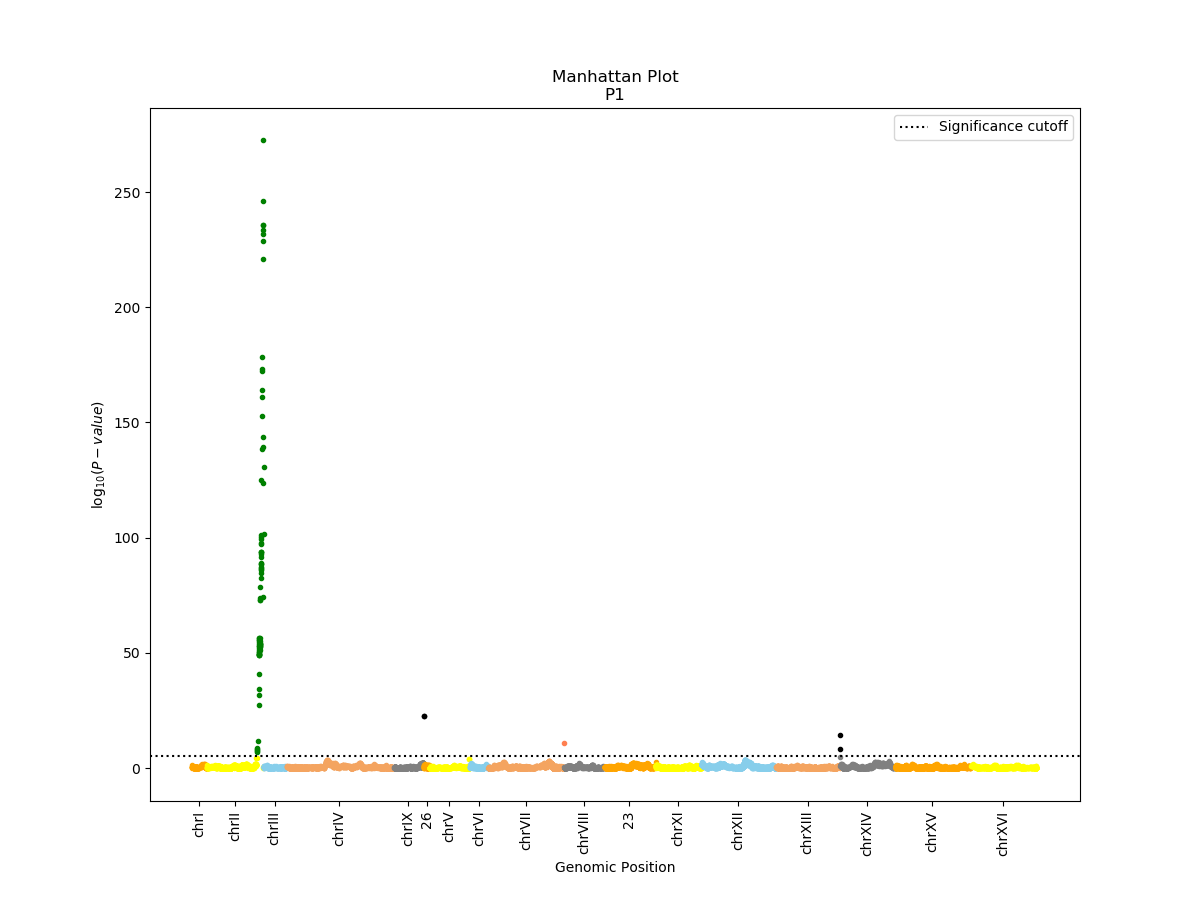 Manhattan Plot
P1
Significance cutoff
250
200
150
100
50
0
log₁₀(P − value)
chrI
chrII
chrIII
chrIV
chrIX
26
chrV
chrVI
chrVII
chrVIII
23
chrXI
chrXII
chrXIII
chrXIV
chrXV
chrXVI
Genomic Position